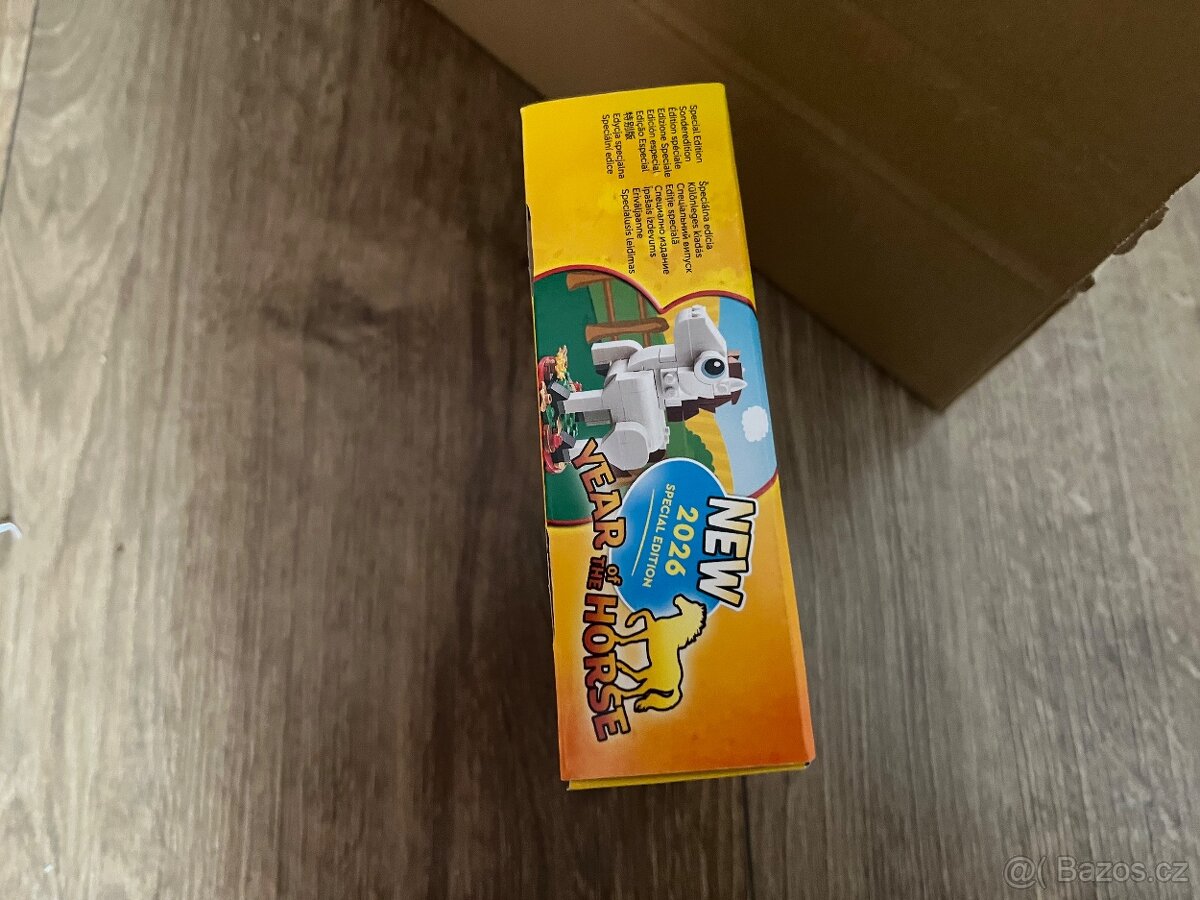 Special Edition
Sonderedition
Édition spéciale
Edizione Speciale
Edición especial
Edição Especial
特别版
Edycja specjalna
Speciální edice
Špeciálna edícia
Különleges kiadás
Спеціальний випуск
Ediție specială
Специално издание
Īpašais izdevums
Eriväljaanne
Specialusis leidimas
NEW
2026
SPECIAL EDITION
YEAR of THE HORSE
@( Bazos.cz